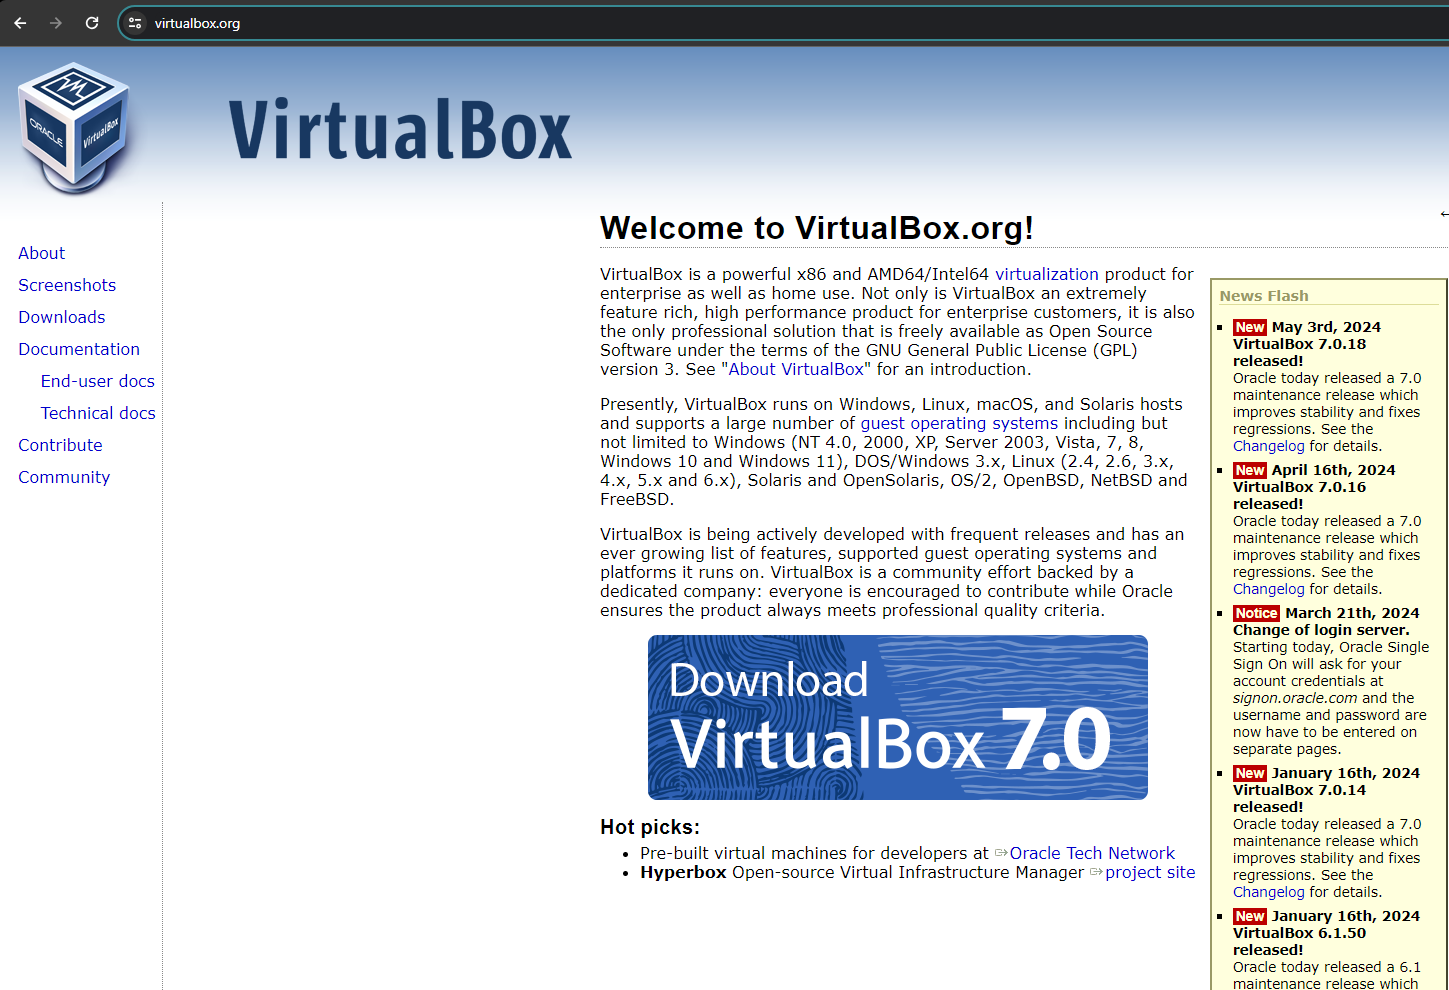 virtualbox.org
ORACLE
VirtualBox
VirtualBox
About
Screenshots
Downloads
Documentation
End-user docs
Technical docs
Contribute
Community
Welcome to VirtualBox.org!
VirtualBox is a powerful x86 and AMD64/Intel64 virtualization product for
enterprise as well as home use. Not only is VirtualBox an extremely
feature rich, high performance product for enterprise customers, it is also
the only professional solution that is freely available as Open Source
Software under the terms of the GNU General Public License (GPL)
version 3. See "About VirtualBox" for an introduction.
Presently, VirtualBox runs on Windows, Linux, macOS, and Solaris hosts
and supports a large number of guest operating systems including but
not limited to Windows (NT 4.0, 2000, XP, Server 2003, Vista, 7, 8,
Windows 10 and Windows 11), DOS/Windows 3.x, Linux (2.4, 2.6, 3.x,
4.x, 5.x and 6.x), Solaris and OpenSolaris, OS/2, OpenBSD, NetBSD and
FreeBSD.
VirtualBox is being actively developed with frequent releases and has an
ever growing list of features, supported guest operating systems and
platforms it runs on. VirtualBox is a community effort backed by a
dedicated company: everyone is encouraged to contribute while Oracle
ensures the product always meets professional quality criteria.
Download
VirtualBox 7.0
Hot picks:
• Pre-built virtual machines for developers at Oracle Tech Network
• Hyperbox Open-source Virtual Infrastructure Manager project site
News Flash
New May 3rd, 2024
VirtualBox 7.0.18
released!
Oracle today released a 7.0
maintenance release which
improves stability and fixes
regressions. See the
Changelog for details.
New April 16th, 2024
VirtualBox 7.0.16
released!
Oracle today released a 7.0
maintenance release which
improves stability and fixes
regressions. See the
Changelog for details.
Notice March 21th, 2024
Change of login server.
Starting today, Oracle Single
Sign On will ask for your
account credentials at
signon.oracle.com and the
username and password are
now have to be entered on
separate pages.
New January 16th, 2024
VirtualBox 7.0.14
released!
Oracle today released a 7.0
maintenance release which
improves stability and fixes
regressions. See the
Changelog for details.
New January 16th, 2024
VirtualBox 6.1.50
released!
Oracle today released a 6.1
maintenance release which